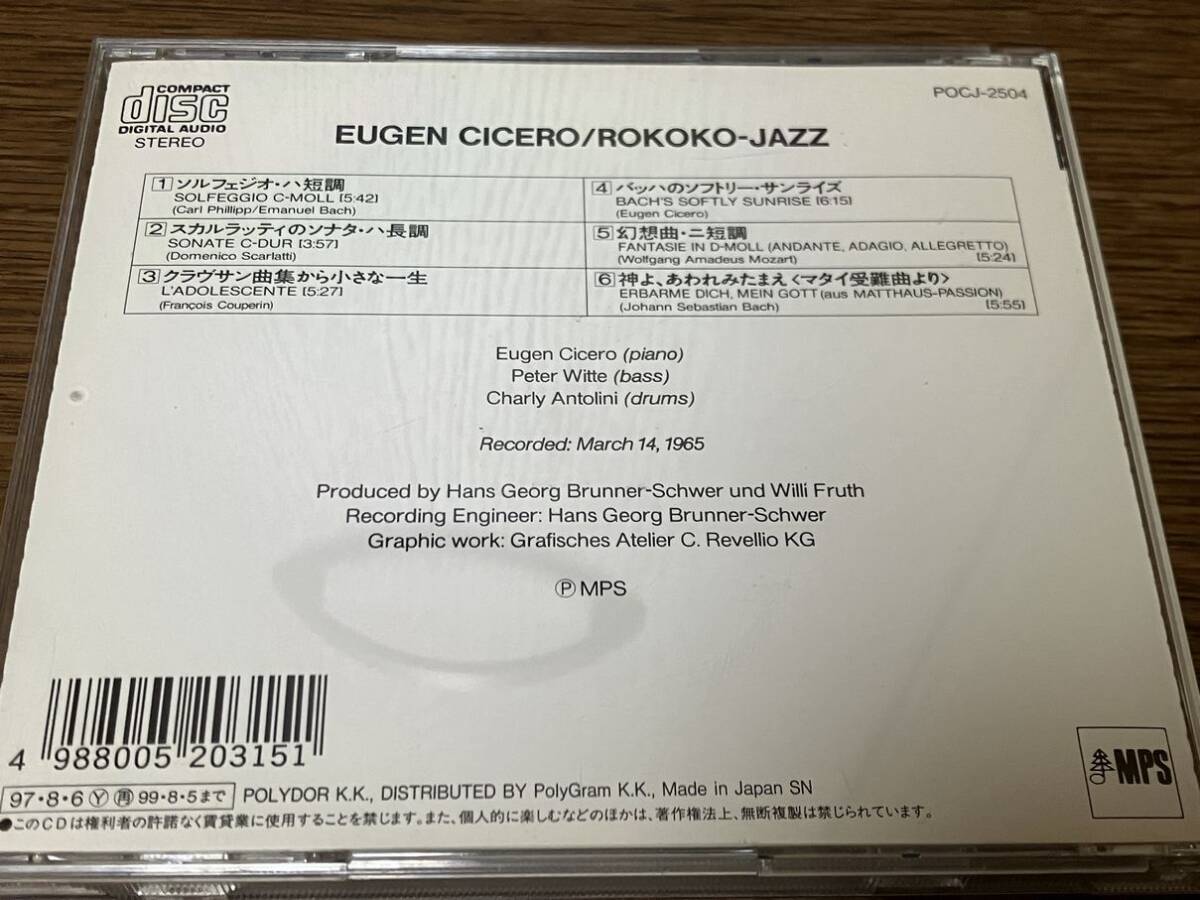 COMPACT
disc
DIGITAL AUDIO
STEREO
POCJ-2504
EUGEN CICERO/ROKOKO-JAZZ
1 ソルフェジオ・ハ短調
SOLFEGGIO C-MOLL [5:42]
(Carl Phillipp/Emanuel Bach)
2 スカルラッティのソナタ・ハ長調
SONATE C-DUR [3:57]
(Domenico Scarlatti)
3 クラヴサン曲集から小さな一生
L'ADOLESCENTE [5:27]
(François Couperin)
4 バッハのソフトリー・サンライズ
BACH'S SOFTLY SUNRISE [6:15]
(Eugen Cicero)
5 幻想曲・ニ短調
FANTASIE IN D-MOLL (ANDANTE, ADAGIO, ALLEGRETTO)
(Wolfgang Amadeus Mozart) [5:24]
6 神よ、あわれみたまえ〈マタイ受難曲より〉
ERBARME DICH, MEIN GOTT (aus MATTHAUS-PASSION)
(Johann Sebastian Bach) [5:55]
Eugen Cicero (piano)
Peter Witte (bass)
Charly Antolini (drums)
Recorded: March 14, 1965
Produced by Hans Georg Brunner-Schwer und Willi Fruth
Recording Engineer: Hans Georg Brunner-Schwer
Graphic work: Grafisches Atelier C. Revellio KG
Ⓟ MPS
4 988005 203151
MPS
97・8・6 Ⓨ ㊢ 99・8・5まで POLYDOR K.K., DISTRIBUTED BY PolyGram K.K., Made in Japan SN
●このCDは権利者の許諾なく賃貸業に使用することを禁じます。また、個人的に楽しむなどのほかは、著作権法上、無断複製は禁じられています。